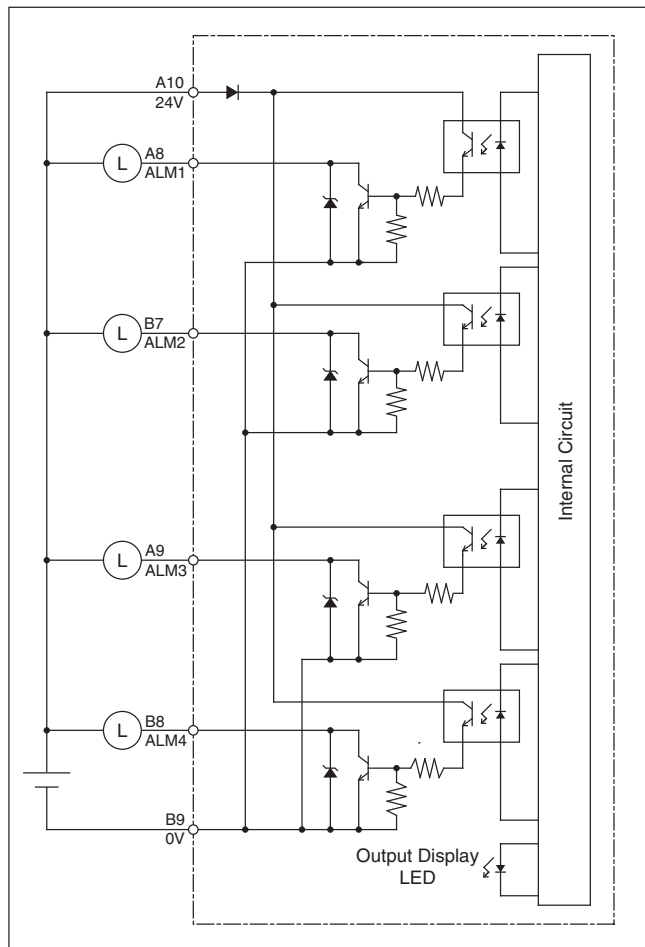 A10
24V
L
A8
ALM1
L
B7
ALM2
L
A9
ALM3
L
B8
ALM4
B9
0V
Output Display
LED
Internal Circuit